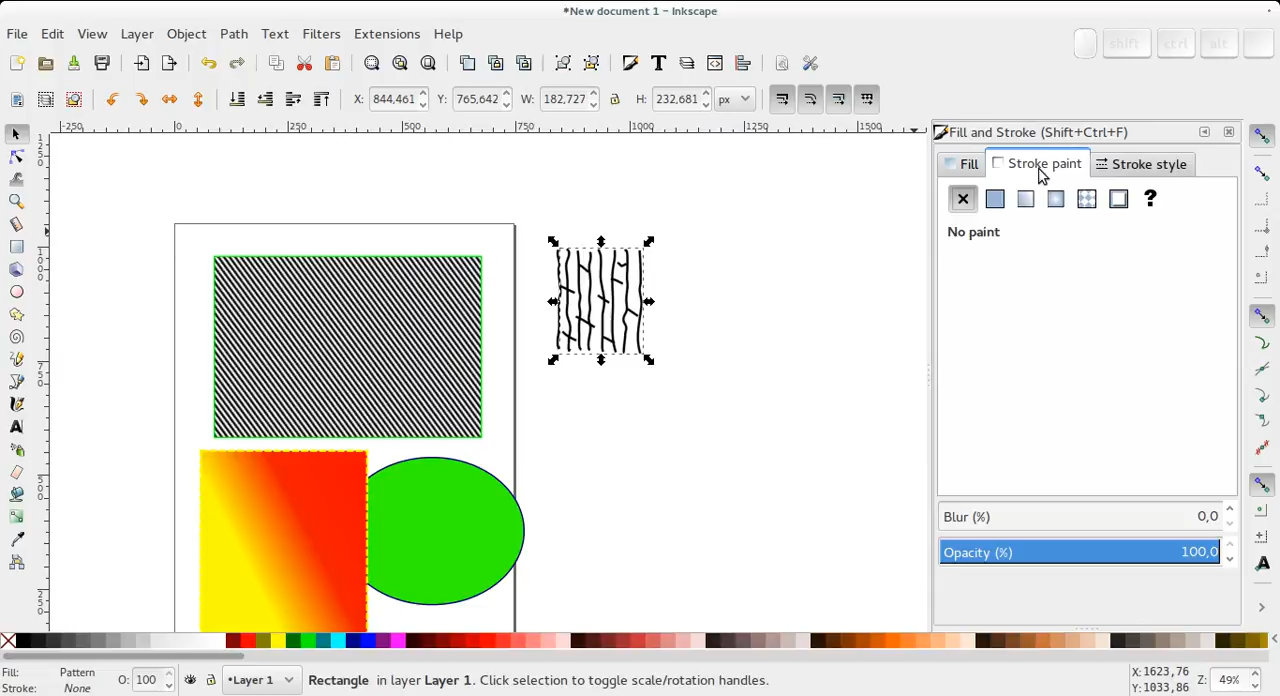 *New document 1 - Inkscape
File Edit View Layer Object Path Text Filters Extensions Help
shift ctrl alt
X: 844,461 Y: 765,642 W: 182,727 H: 232,681 px
-250 0 250 500 750 1000 1250 1500
Fill and Stroke (Shift+Ctrl+F)
Fill Stroke paint Stroke style
?
No paint
Blur (%) 0,0
Opacity (%) 100,0
Fill: Pattern
Stroke: None
O: 100 •Layer 1 Rectangle in layer Layer 1. Click selection to toggle scale/rotation handles.
X:1623,76
Y:1033,86
Z: 49%